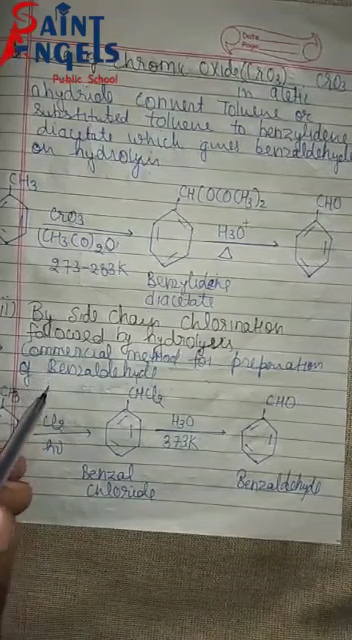 SAINT
ANGELS
Public School
Date
Page
Chromic oxide (CrO3) - CrO3
in acetic
anhydride convent Toluene or
substituted toluene to benzylidene
diacetate which gives benzaldehyde
on hydrolysis
CH3
CH(OCOCH3)2
CHO
CrO3
(CH3CO)2O
273-283K
H3O+
Δ
Benzylidene
diacetate
ii) By Side chain Chlorination
followed by hydrolysis
Commercial method for preparation
of Benzaldehyde
CH3
CHCl2
CHO
Cl2
hν
H2O
373K
Benzal
Chloride
Benzaldehyde